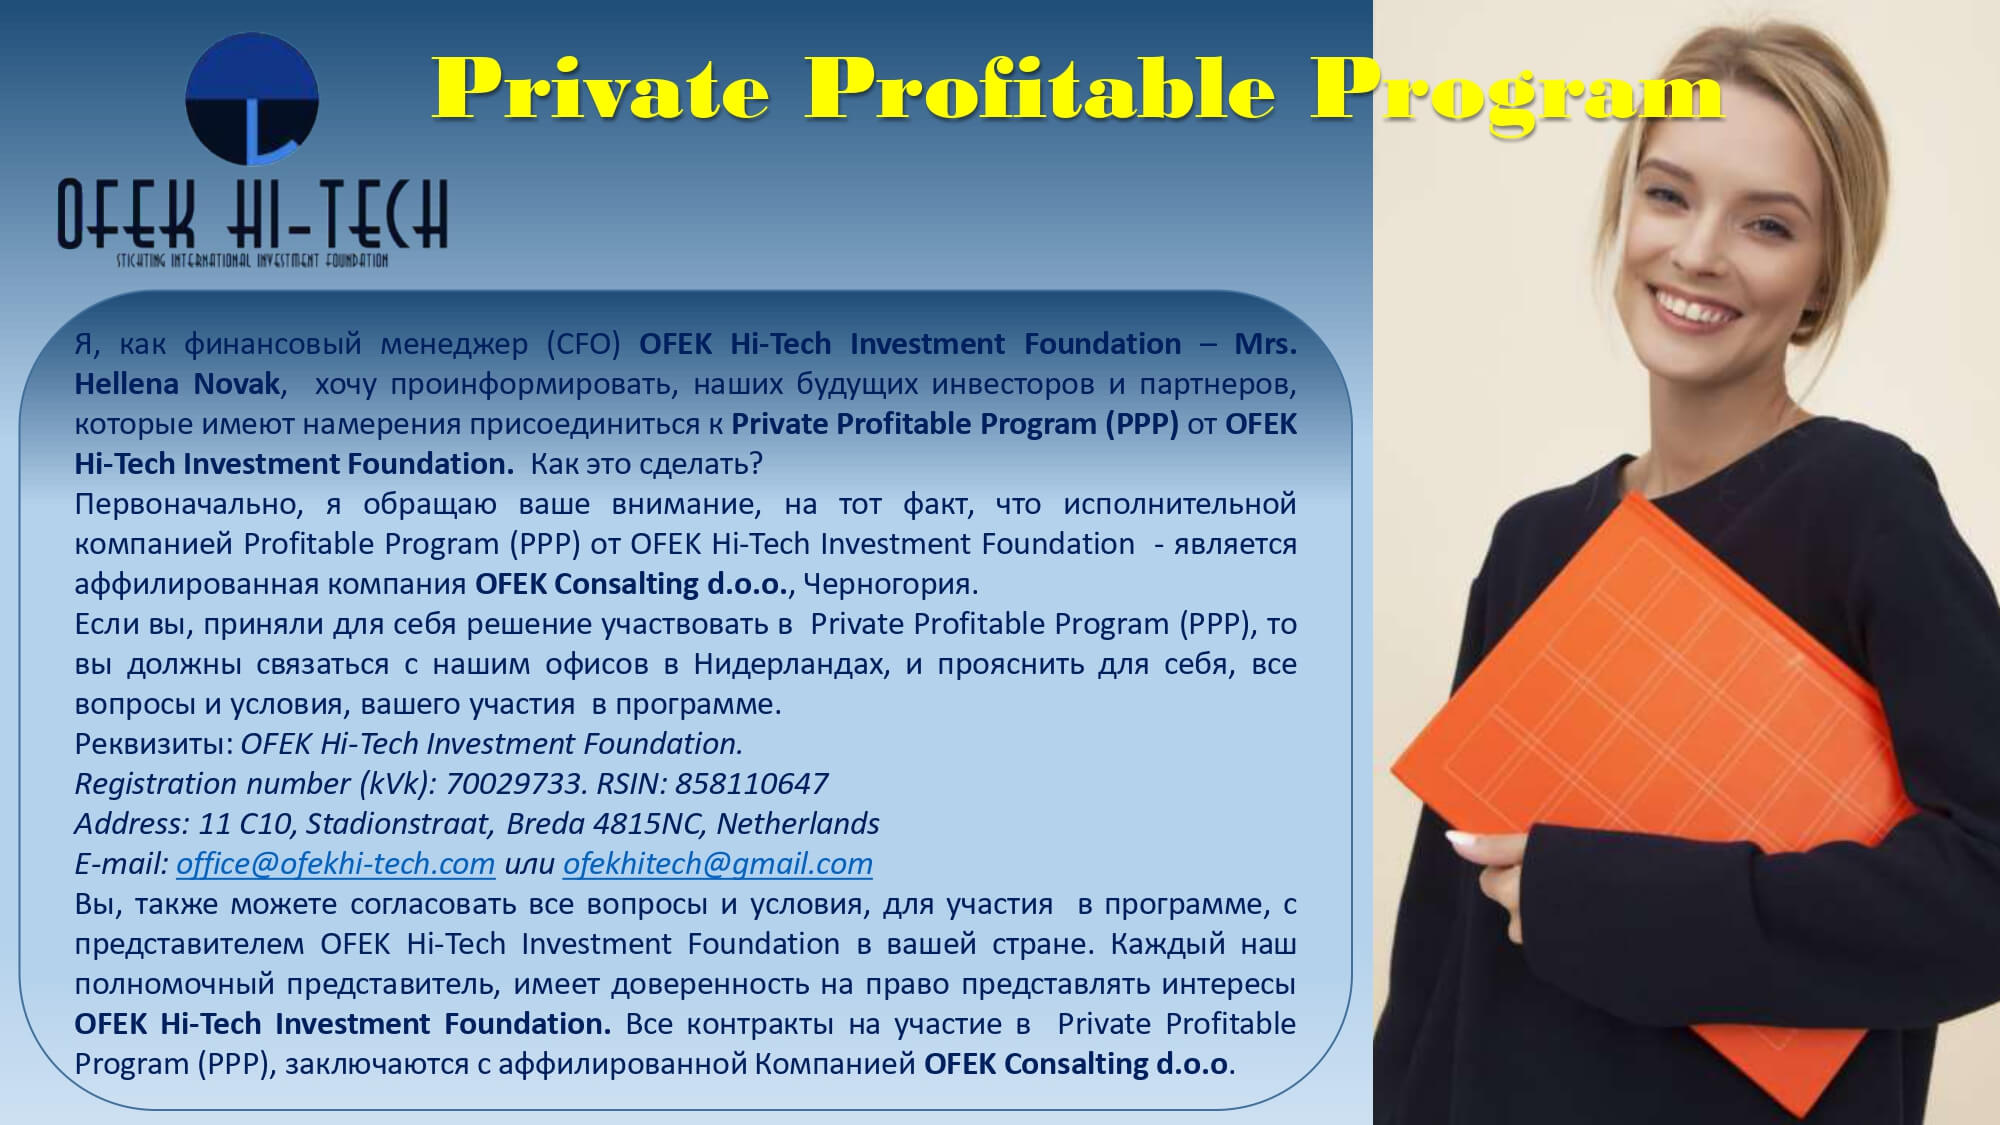 Private Profitable Program
OFEK HI-TECH
STICHTING INTERNATIONAL INVESTMENT FOUNDATION
Я, как финансовый менеджер (CFO) OFEK Hi-Tech Investment Foundation – Mrs.
Hellena Novak, хочу проинформировать, наших будущих инвесторов и партнеров,
которые имеют намерения присоединиться к Private Profitable Program (PPP) от OFEK
Hi-Tech Investment Foundation. Как это сделать?
Первоначально, я обращаю ваше внимание, на тот факт, что исполнительной
компанией Profitable Program (PPP) от OFEK Hi-Tech Investment Foundation - является
аффилированная компания OFEK Consalting d.o.o., Черногория.
Если вы, приняли для себя решение участвовать в Private Profitable Program (PPP), то
вы должны связаться с нашим офисов в Нидерландах, и прояснить для себя, все
вопросы и условия, вашего участия в программе.
Реквизиты: OFEK Hi-Tech Investment Foundation.
Registration number (kVk): 70029733. RSIN: 858110647
Address: 11 C10, Stadionstraat, Breda 4815NC, Netherlands
E-mail: office@ofekhi-tech.com или ofekhitech@gmail.com
Вы, также можете согласовать все вопросы и условия, для участия в программе, с
представителем OFEK Hi-Tech Investment Foundation в вашей стране. Каждый наш
полномочный представитель, имеет доверенность на право представлять интересы
OFEK Hi-Tech Investment Foundation. Все контракты на участие в Private Profitable
Program (PPP), заключаются с аффилированной Компанией OFEK Consalting d.o.o.